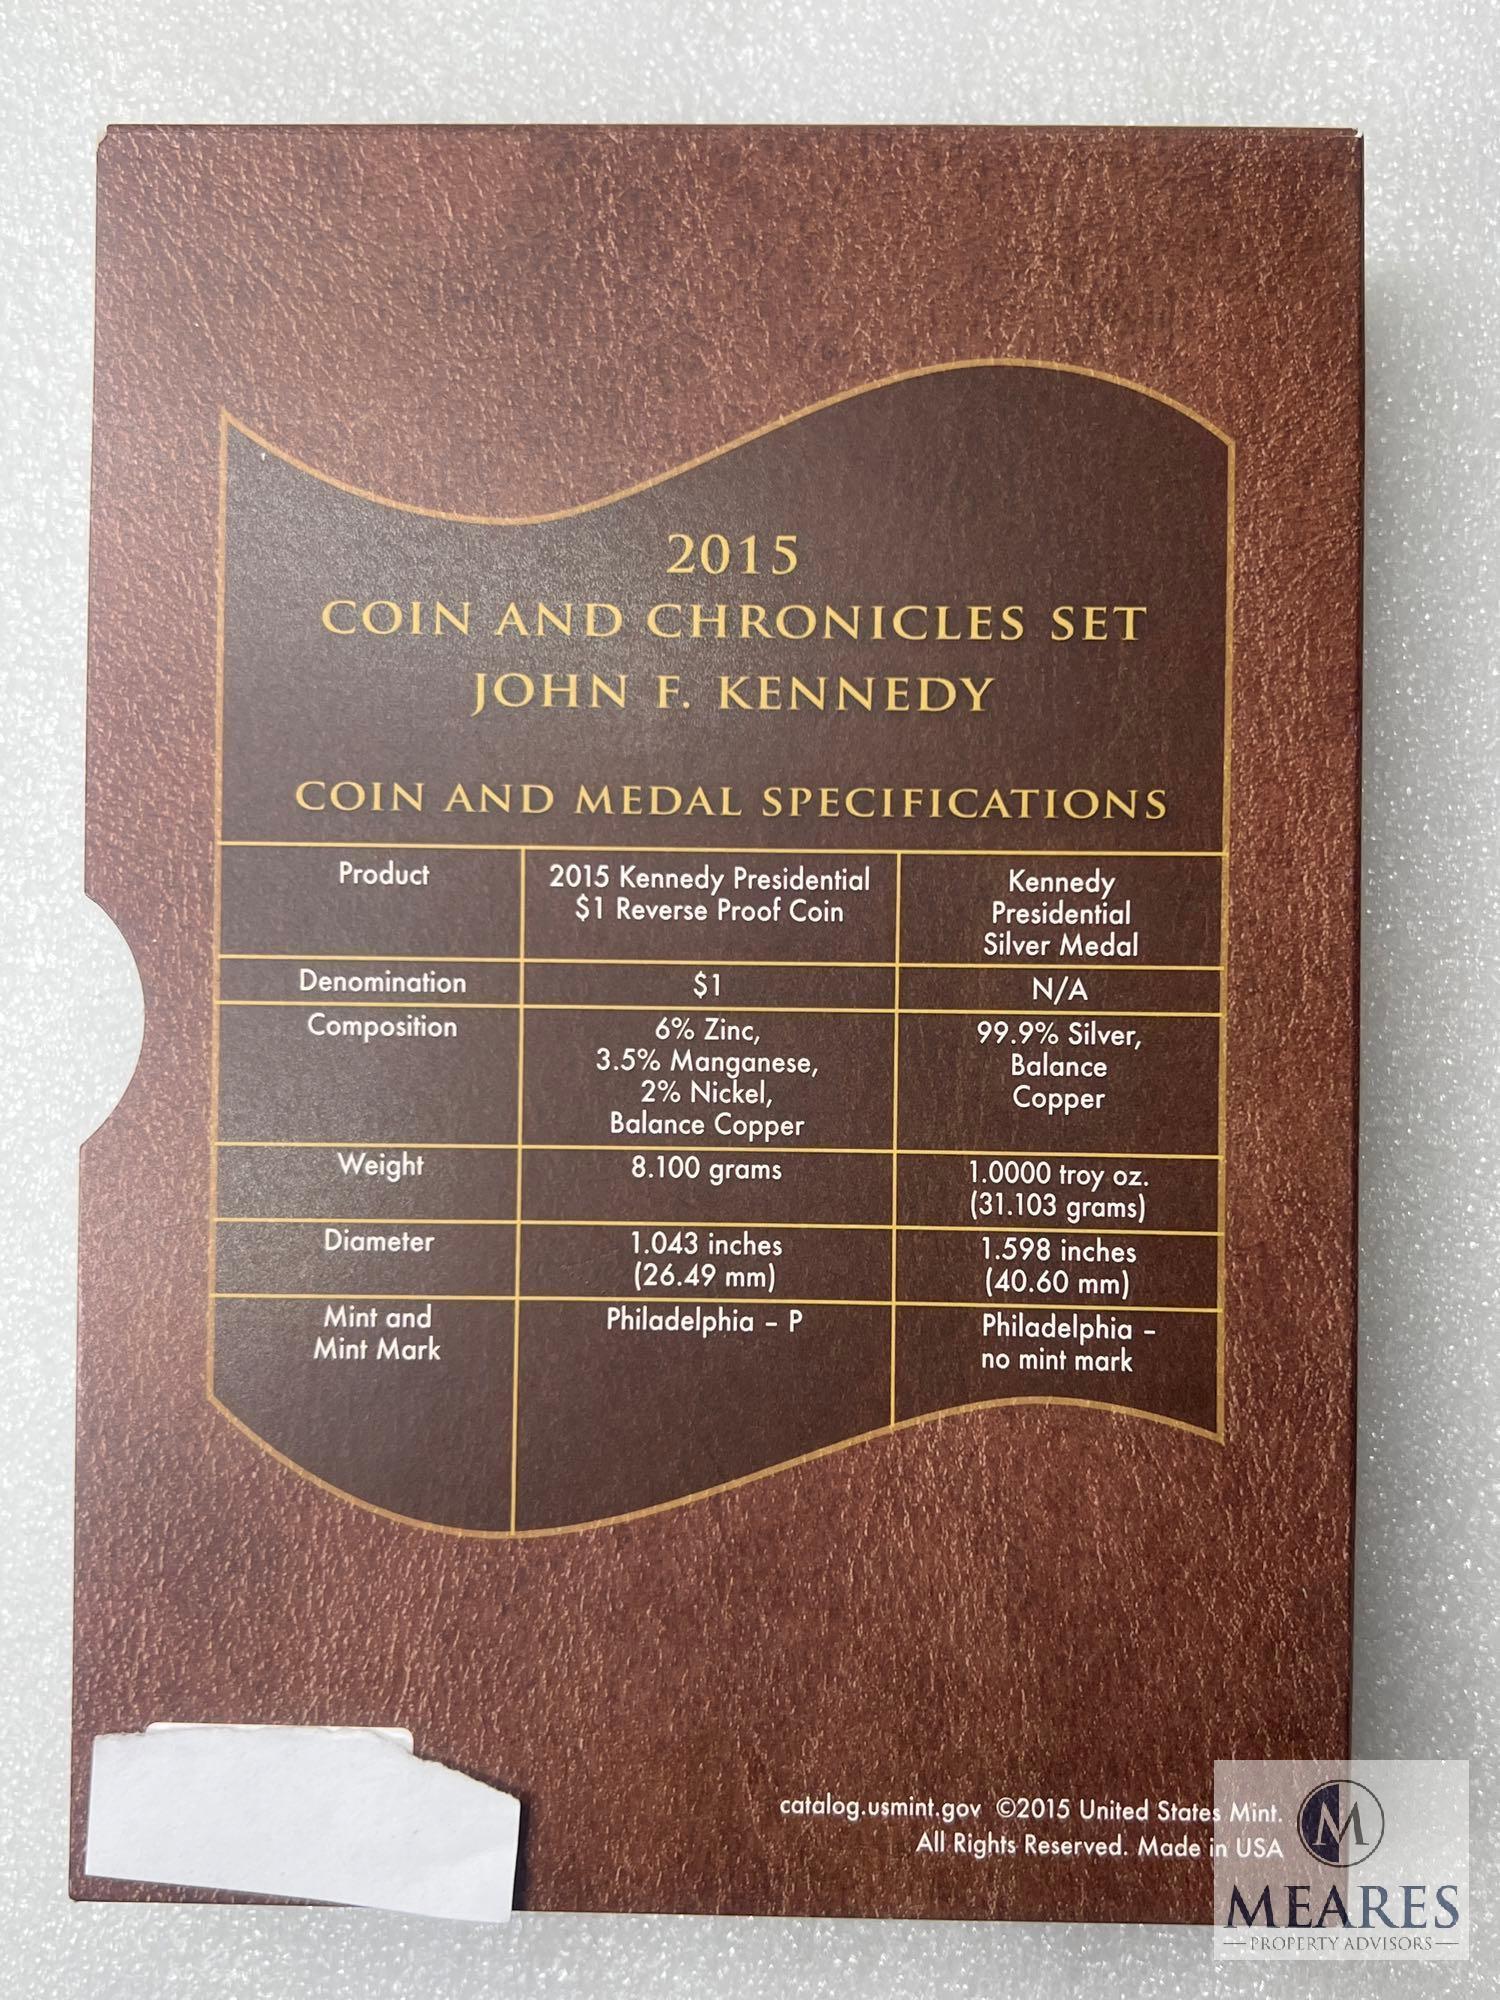 2015
COIN AND CHRONICLES SET
JOHN F. KENNEDY
COIN AND MEDAL SPECIFICATIONS
Product
2015 Kennedy Presidential
$1 Reverse Proof Coin
Kennedy
Presidential
Silver Medal
Denomination
$1
N/A
Composition
6% Zinc,
3.5% Manganese,
2% Nickel,
Balance Copper
99.9% Silver,
Balance
Copper
Weight
8.100 grams
1.0000 troy oz.
(31.103 grams)
Diameter
1.043 inches
(26.49 mm)
1.598 inches
(40.60 mm)
Mint and
Mint Mark
Philadelphia – P
Philadelphia –
no mint mark
catalog.usmint.gov ©2015 United States Mint.
All Rights Reserved. Made in USA
M
MEARES
PROPERTY ADVISORS